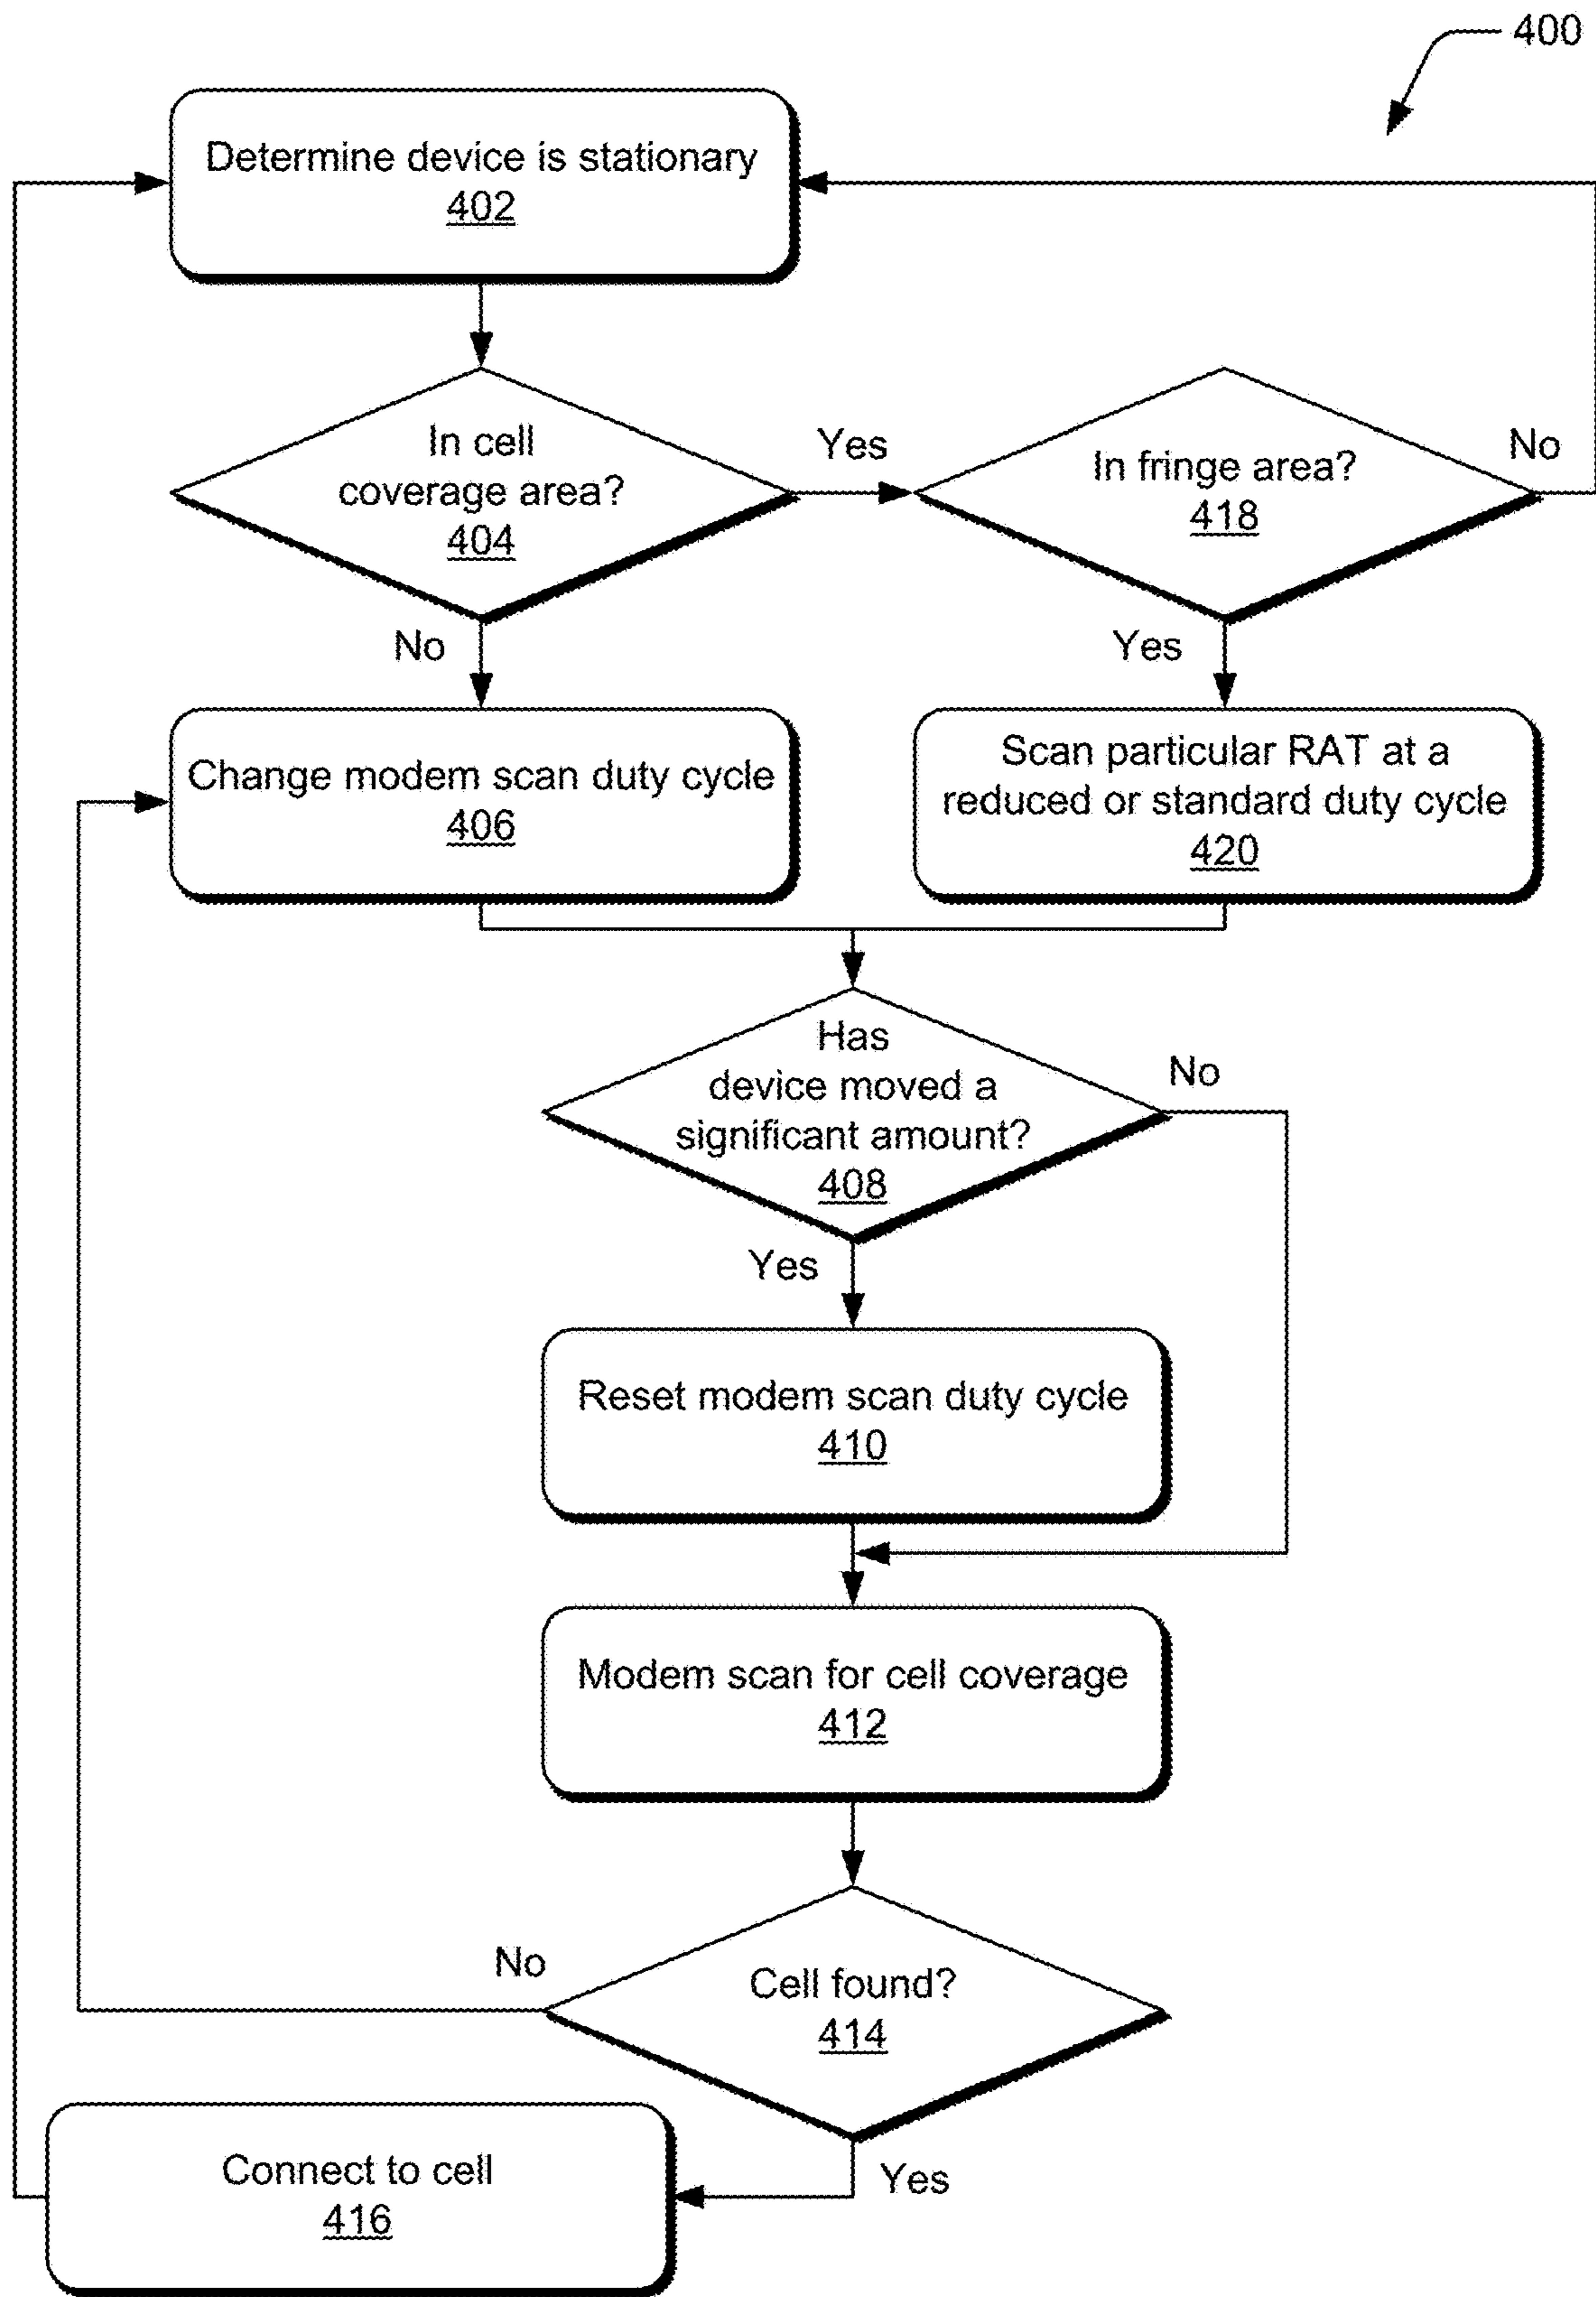 400
Determine device is stationary
402
In cell
coverage area?
404
Yes
In fringe area?
418
No
No
Yes
Change modem scan duty cycle
406
Scan particular RAT at a
reduced or standard duty cycle
420
Has
device moved a
significant amount?
408
No
Yes
Reset modem scan duty cycle
410
Modem scan for cell coverage
412
No
Cell found?
414
Connect to cell
416
Yes